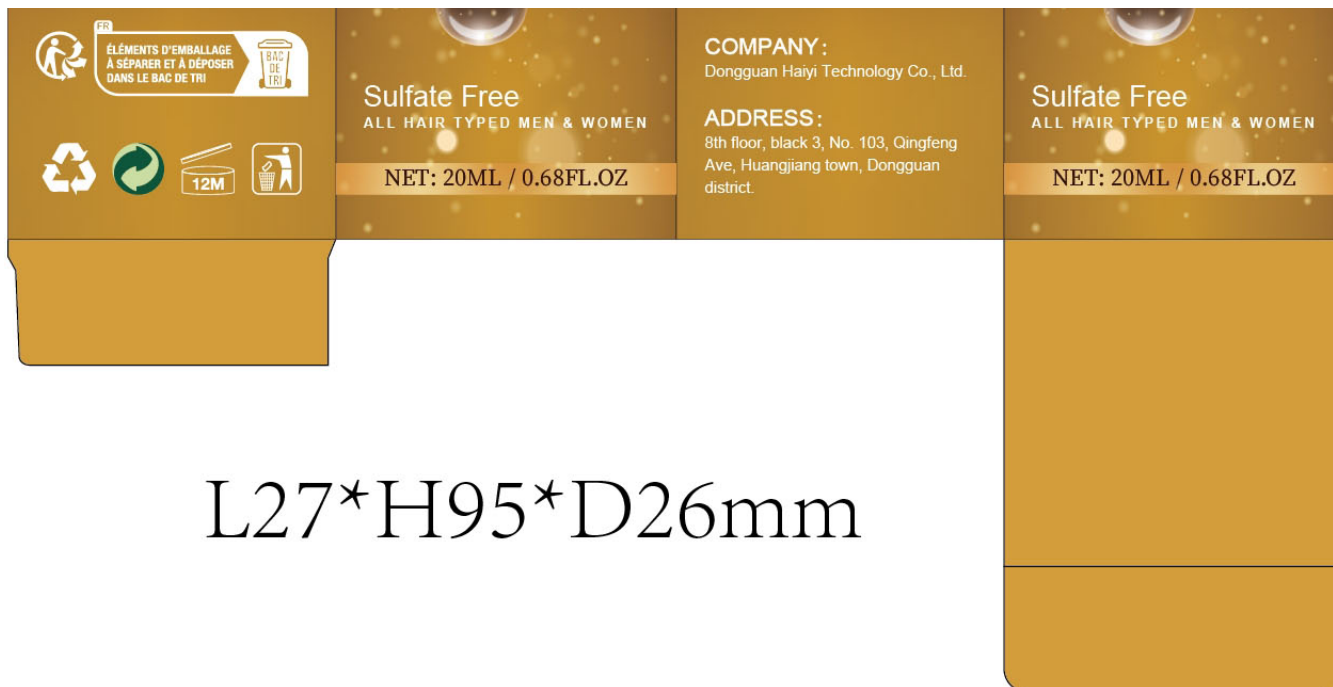 FR
ÉLÉMENTS D'EMBALLAGE
À SÉPARER ET À DÉPOSER
DANS LE BAC DE TRI
BAC
DE
TRI
12M
Sulfate Free
ALL HAIR TYPED MEN & WOMEN
NET: 20ML / 0.68FL.OZ
COMPANY:
Dongguan Haiyi Technology Co., Ltd.
ADDRESS:
8th floor, black 3, No. 103, Qingfeng
Ave, Huangjiang town, Dongguan
district.
Sulfate Free
ALL HAIR TYPED MEN & WOMEN
NET: 20ML / 0.68FL.OZ
L27*H95*D26mm